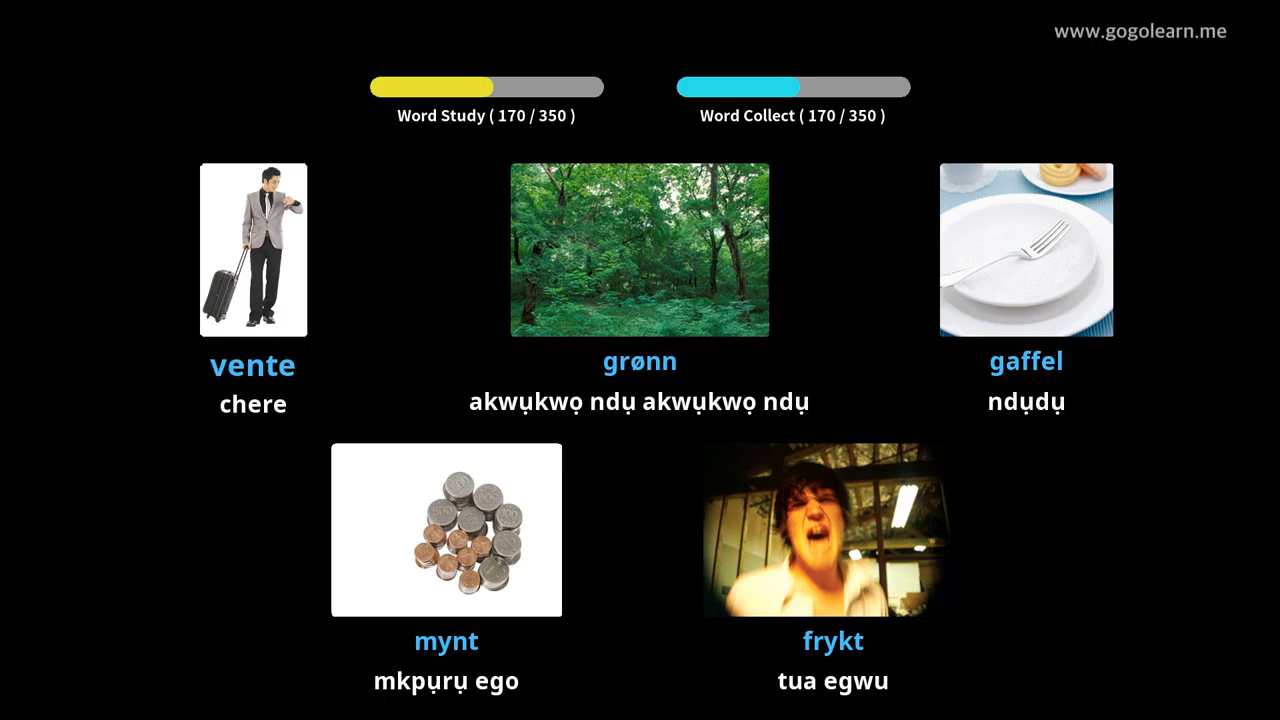 www.gogolearn.me
Word Study ( 170 / 350 )
Word Collect ( 170 / 350 )
vente
chere
grønn
akwụkwọ ndụ akwụkwọ ndụ
gaffel
ndụdụ
mynt
mkpụrụ ego
frykt
tua egwu